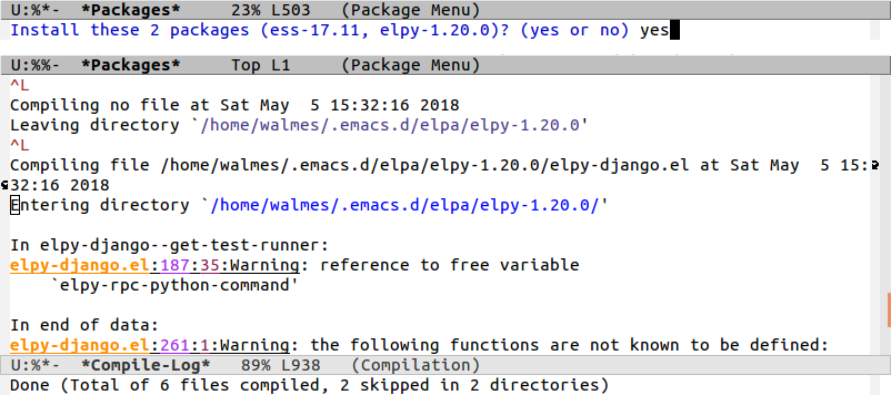 U:%*-  *Packages*     23% L503   (Package Menu)
Install these 2 packages (ess-17.11, elpy-1.20.0)? (yes or no) yes
U:%%-  *Packages*     Top L1     (Package Menu)
^L
Compiling no file at Sat May  5 15:32:16 2018
Leaving directory `/home/walmes/.emacs.d/elpa/elpy-1.20.0'
^L
Compiling file /home/walmes/.emacs.d/elpa/elpy-1.20.0/elpy-django.el at Sat May  5 15:
32:16 2018
Entering directory `/home/walmes/.emacs.d/elpa/elpy-1.20.0/'
In elpy-django--get-test-runner:
elpy-django.el:187:35:Warning: reference to free variable
    `elpy-rpc-python-command'
In end of data:
elpy-django.el:261:1:Warning: the following functions are not known to be defined:
U:%*-  *Compile-Log*   89% L938   (Compilation)
Done (Total of 6 files compiled, 2 skipped in 2 directories)